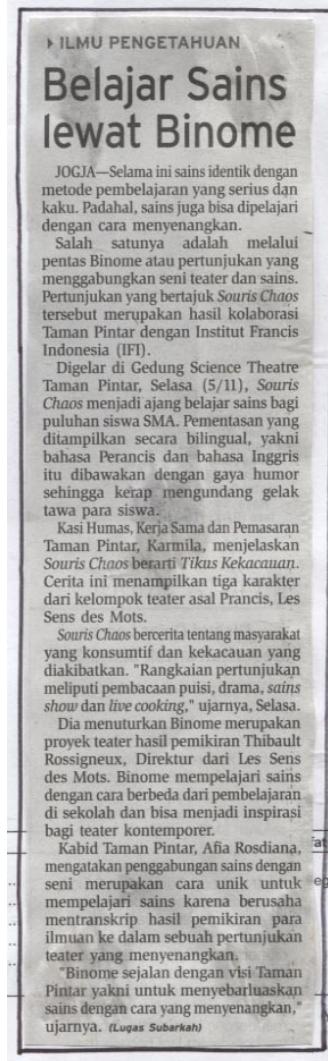 ILMU PENGETAHUAN
Belajar Sains
lewat Binome
JOGJA—Selama ini sains identik dengan
metode pembelajaran yang serius dan
kaku. Padahal, sains juga bisa dipelajari
dengan cara menyenangkan.
Salah satunya adalah melalui
pentas Binome atau pertunjukan yang
menggabungkan seni teater dan sains.
Pertunjukan yang bertajuk Souris Chaos
tersebut merupakan hasil kolaborasi
Taman Pintar dengan Institut Francis
Indonesia (IFI).
Digelar di Gedung Science Theatre
Taman Pintar, Selasa (5/11), Souris
Chaos menjadi ajang belajar sains bagi
puluhan siswa SMA. Pementasan yang
ditampilkan secara bilingual, yakni
bahasa Perancis dan bahasa Inggris
itu dibawakan dengan gaya humor
sehingga kerap mengundang gelak
tawa para siswa.
Kasi Humas, Kerja Sama dan Pemasaran
Taman Pintar, Karmila, menjelaskan
Souris Chaos berarti Tikus Kekacauan.
Cerita ini menampilkan tiga karakter
dari kelompok teater asal Prancis, Les
Sens des Mots.
Souris Chaos bercerita tentang masyarakat
yang konsumtif dan kekacauan yang
diakibatkan. "Rangkaian pertunjukan
meliputi pembacaan puisi, drama, sains
show dan live cooking," ujarnya, Selasa.
Dia menuturkan Binome merupakan
proyek teater hasil pemikiran Thibault
Rossigneux, Direktur dari Les Sens
des Mots. Binome mempelajari sains
dengan cara berbeda dari pembelajaran
di sekolah dan bisa menjadi inspirasi
bagi teater kontemporer.
Kabid Taman Pintar, Afia Rosdiana,
mengatakan penggabungan sains dengan
seni merupakan cara unik untuk
mempelajari sains karena berusaha
mentranskrip hasil pemikiran para
ilmuan ke dalam sebuah pertunjukan
teater yang menyenangkan.
"Binome sejalan dengan visi Taman
Pintar yakni untuk menyebarluaskan
sains dengan cara yang menyenangkan,"
ujarnya. (Lugas Subarkah)